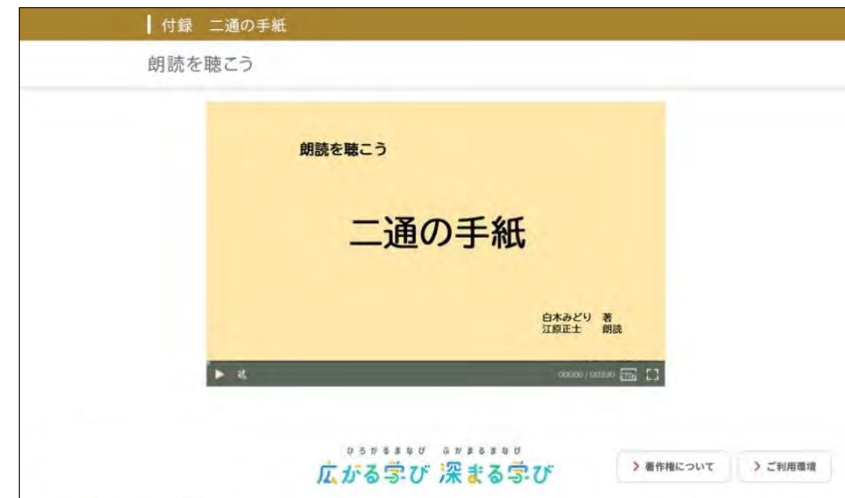 付録　二通の手紙
朗読を聴こう
朗読を聴こう
二通の手紙
白木みどり　著
江原正士　朗読
ひろがるまなび　ふかまるまなび
広がる学び 深まる学び
著作権について
ご利用環境